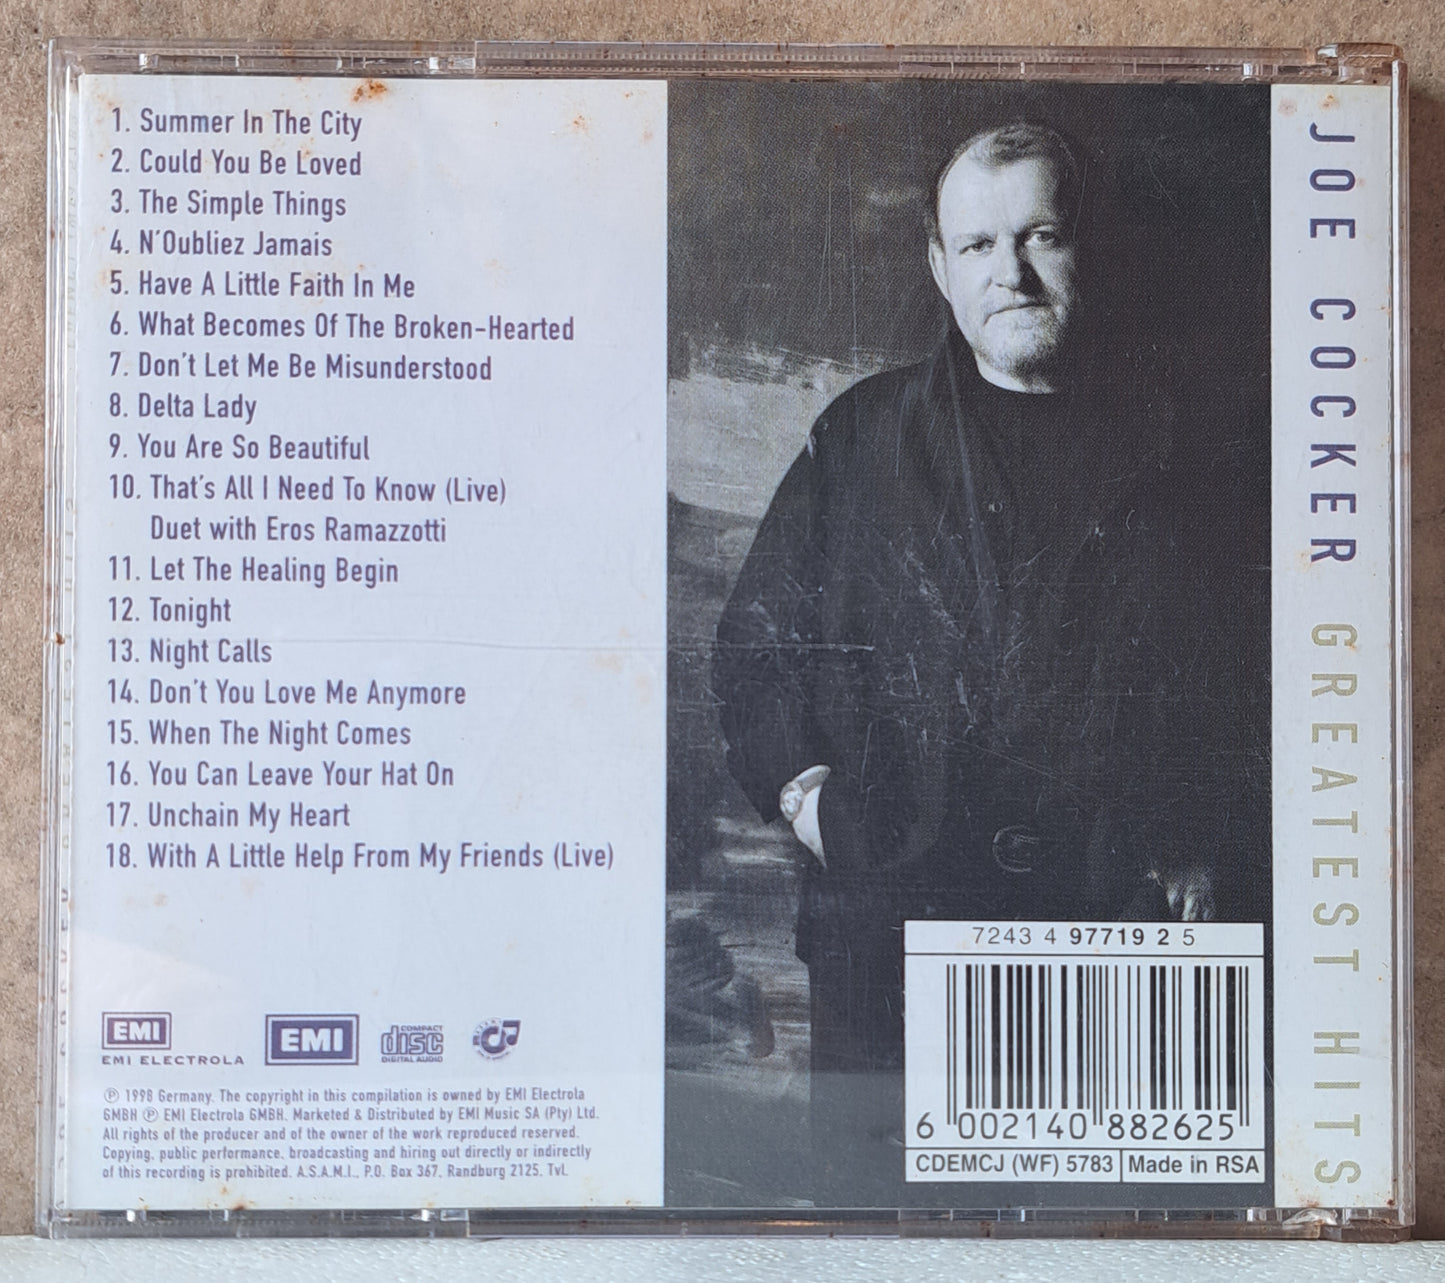 1. Summer In The City
2. Could You Be Loved
3. The Simple Things
4. N'Oubliez Jamais
5. Have A Little Faith In Me
6. What Becomes Of The Broken-Hearted
7. Don't Let Me Be Misunderstood
8. Delta Lady
9. You Are So Beautiful
10. That's All I Need To Know (Live)
Duet with Eros Ramazzotti
11. Let The Healing Begin
12. Tonight
13. Night Calls
14. Don't You Love Me Anymore
15. When The Night Comes
16. You Can Leave Your Hat On
17. Unchain My Heart
18. With A Little Help From My Friends (Live)
EMI
EMI ELECTROLA
EMI
COMPACT
disc
DIGITAL AUDIO
℗ 1998 Germany. The copyright in this compilation is owned by EMI Electrola
GMBH ℗ EMI Electrola GMBH. Marketed & Distributed by EMI Music SA (Pty) Ltd.
All rights of the producer and of the owner of the work reproduced reserved.
Copying, public performance, broadcasting and hiring out directly or indirectly
of this recording is prohibited. A.S.A.M.I., P.O. Box 367, Randburg 2125. Tvl.
7243 4 97719 2 5
6 002140 882625
CDEMCJ (WF) 5783
Made in RSA
JOE COCKER GREATEST HITS